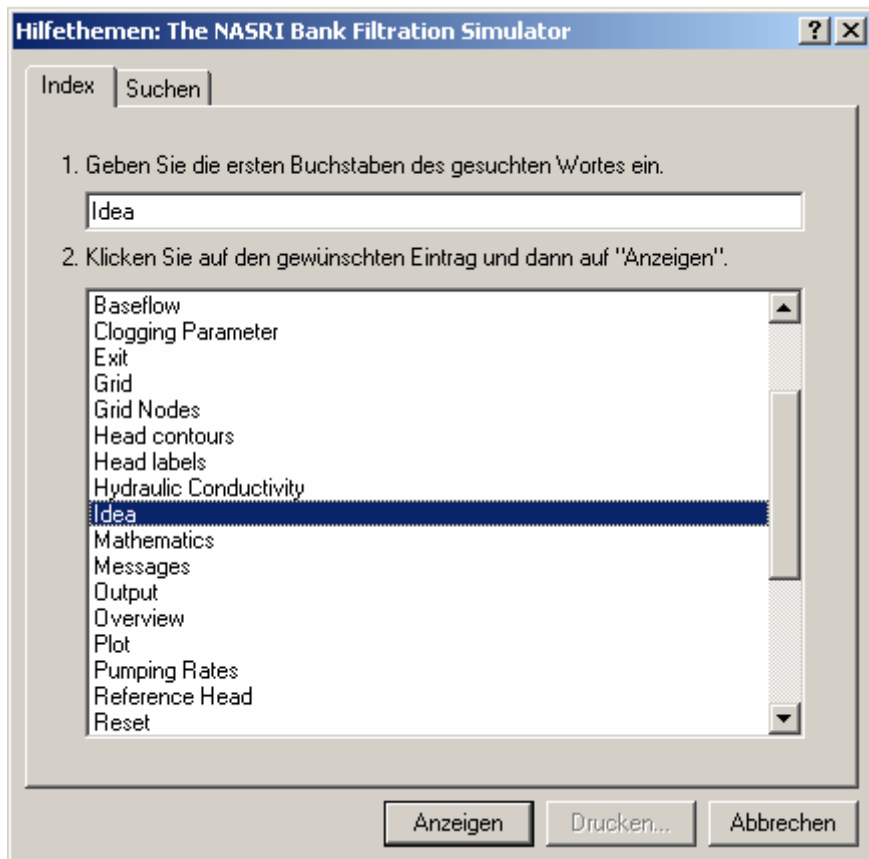 Hilfethemen: The NASRI Bank Filtration Simulator
Index
Suchen
1. Geben Sie die ersten Buchstaben des gesuchten Wortes ein.
Idea
2. Klicken Sie auf den gewünschten Eintrag und dann auf "Anzeigen".
Baseflow
Clogging Parameter
Exit
Grid
Grid Nodes
Head contours
Head labels
Hydraulic Conductivity
Idea
Mathematics
Messages
Output
Overview
Plot
Pumping Rates
Reference Head
Reset
Anzeigen
Drucken...
Abbrechen